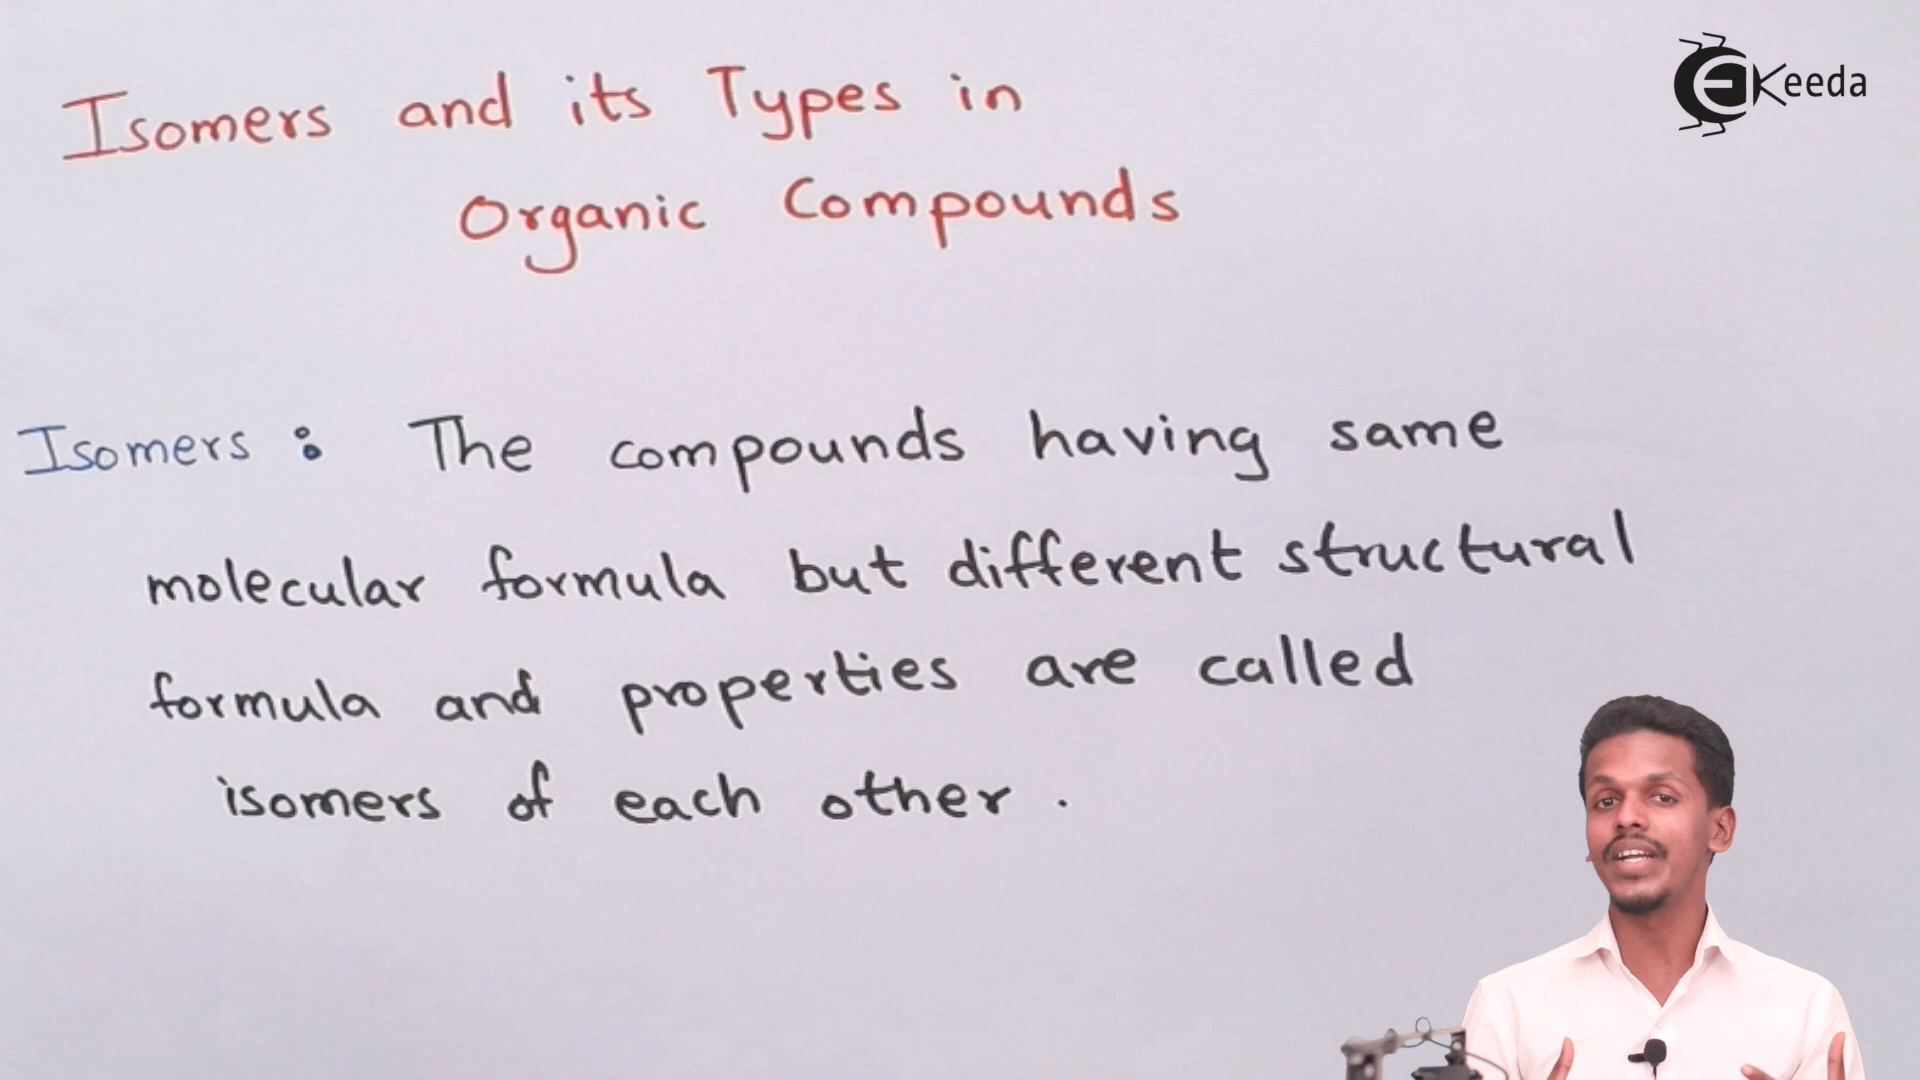 Isomers and its Types in
Organic Compounds
Isomers : The compounds having same
molecular formula but different structural
formula and properties are called
isomers of each other .
EKeeda